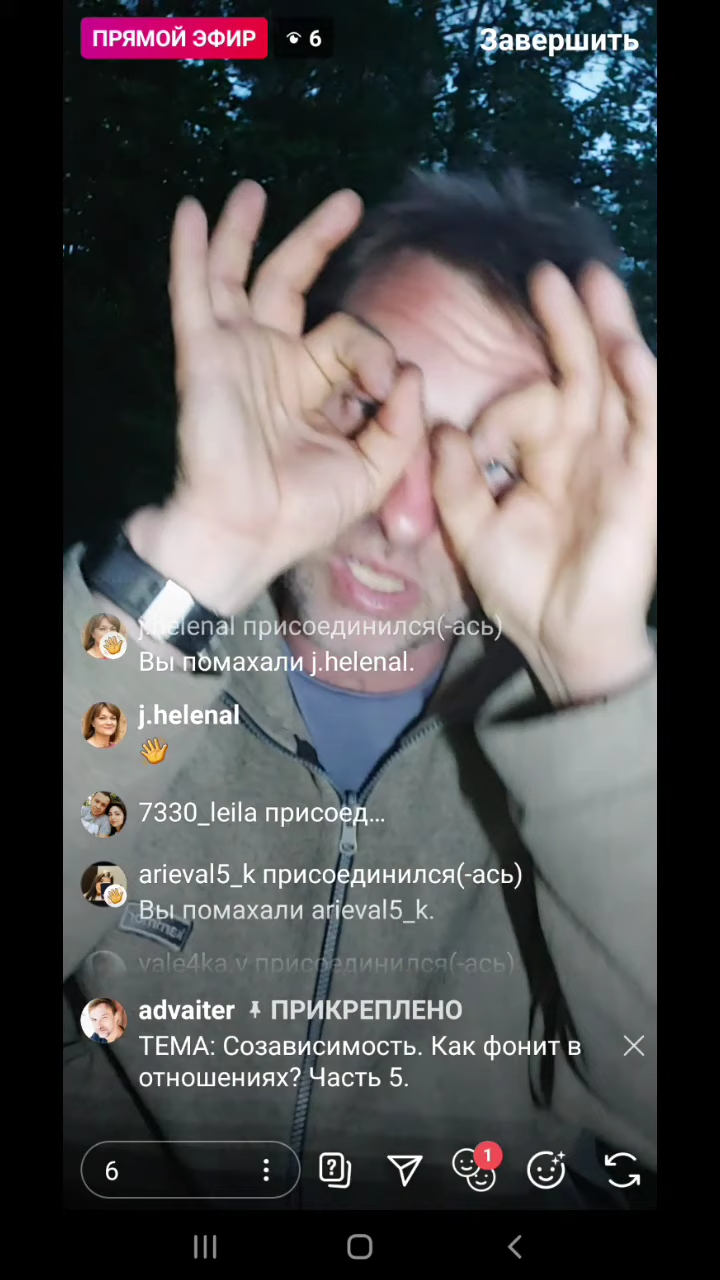 ПРЯМОЙ ЭФИР
6
Завершить
j.helenal присоединился(-ась)
Вы помахали j.helenal.
j.helenal
7330_leila присоед...
arieval5_k присоединился(-ась)
Вы помахали arieval5_k.
vale4ka.v присоединился(-ась)
advaiter ПРИКРЕПЛЕНО
ТЕМА: Созависимость. Как фонит в
отношениях? Часть 5.
6
?
1